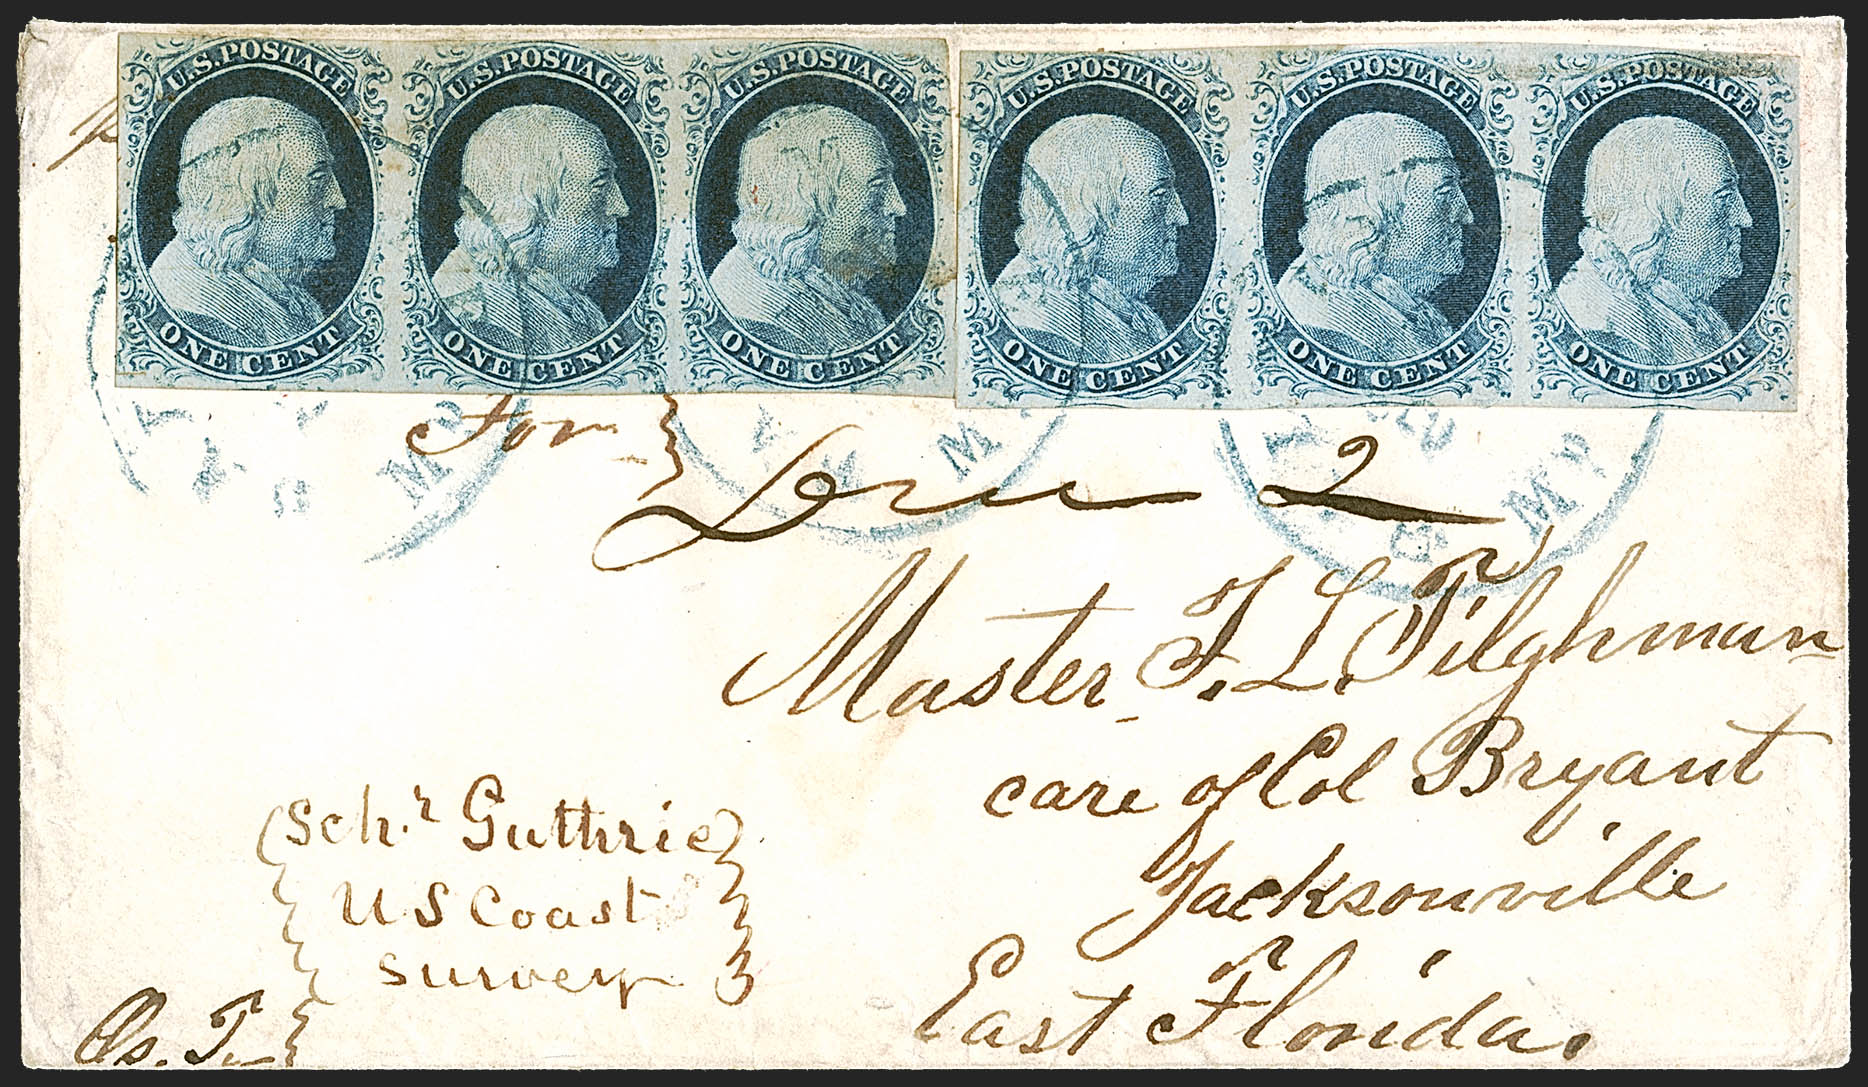 U.S. POSTAGE U.S. POSTAGE U.S. POSTAGE U.S. POSTAGE U.S. POSTAGE U.S. POSTAGE
ONE CENT ONE CENT ONE CENT ONE CENT ONE CENT ONE CENT
For
Due 2
Master F. L. Tilghman
care of Col Bryant
Jacksonville
East Florida.
(Schr Guthrie)
U S Coast
Survey
Os. T.